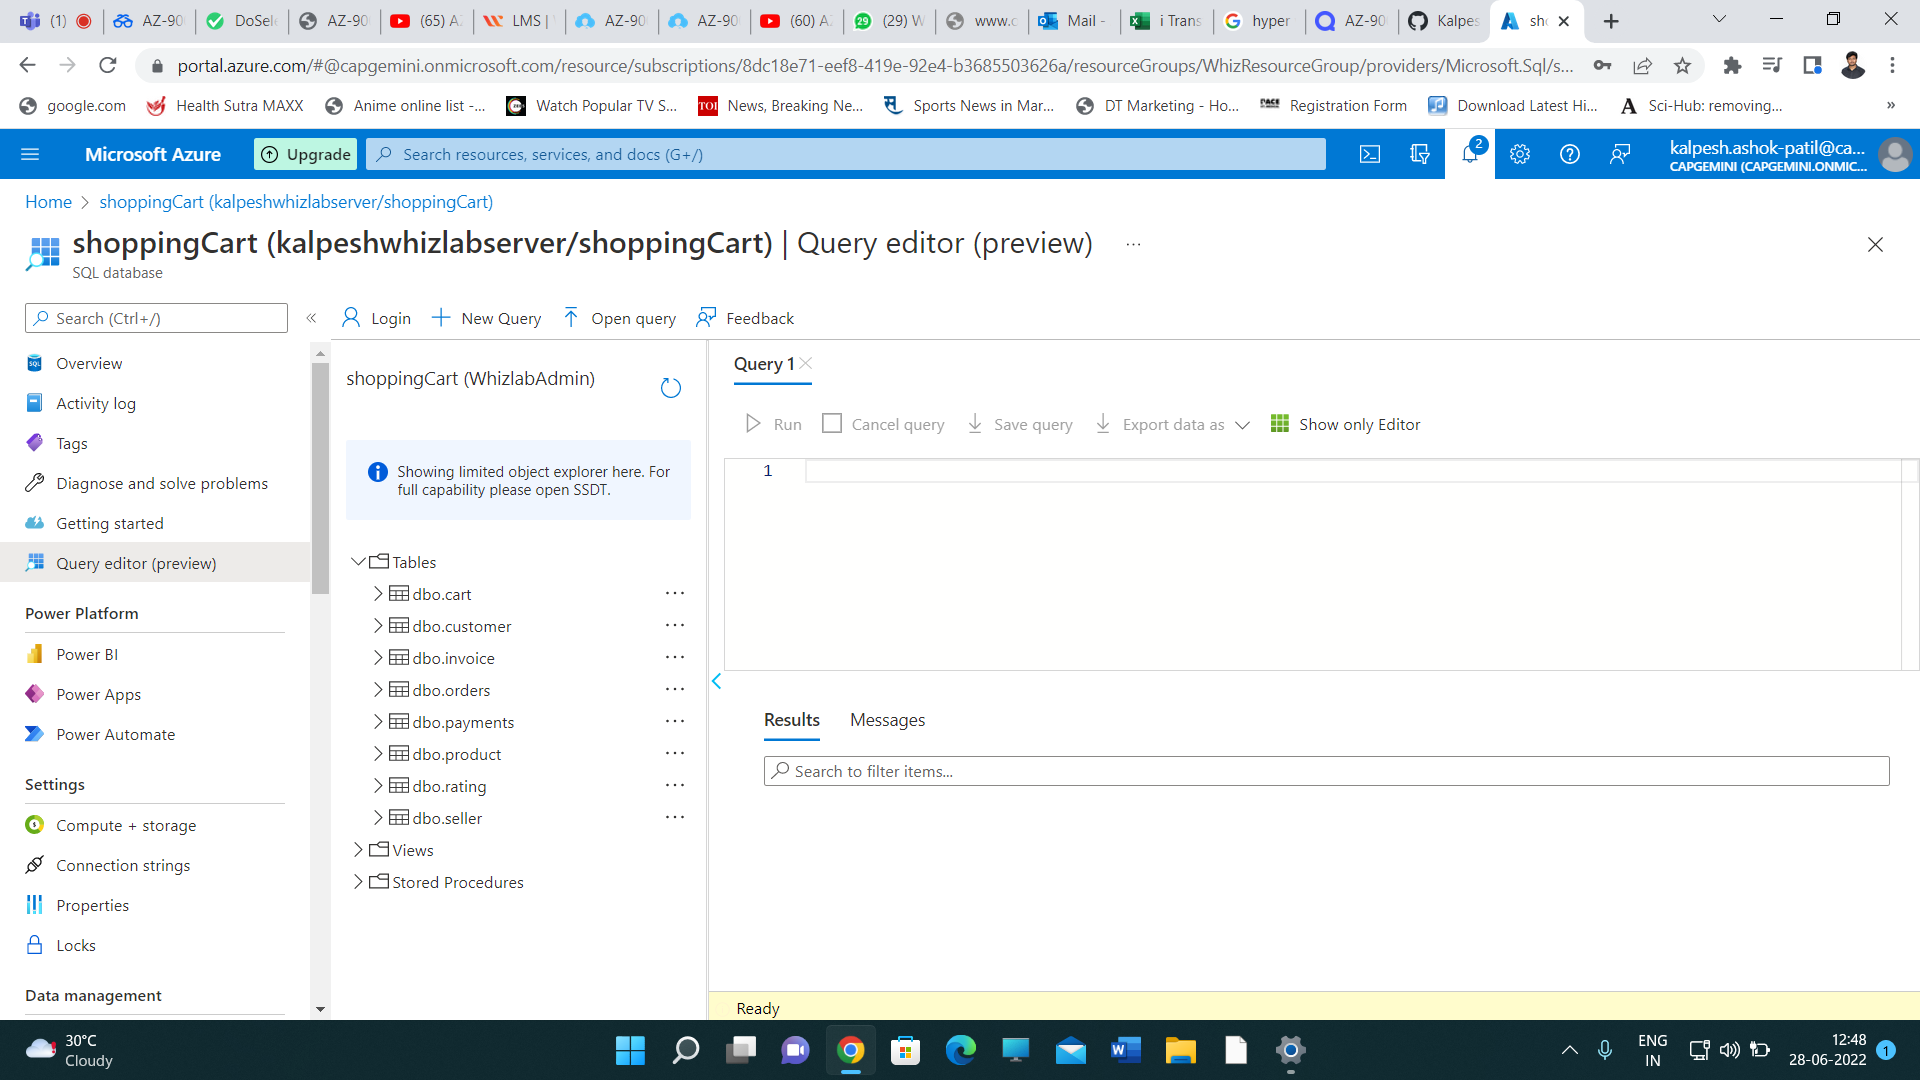 (1)
AZ-90
DoSele
AZ-90
(65) A
LMS |
AZ-90
AZ-90
(60) A
(29) W
www.c
Mail -
i Trans
hyper
AZ-90
Kalpes
sho
portal.azure.com/#@capgemini.onmicrosoft.com/resource/subscriptions/8dc18e71-eef8-419e-92e4-b3685503626a/resourceGroups/WhizResourceGroup/providers/Microsoft.Sql/s...
google.com
Health Sutra MAXX
Anime online list -...
Watch Popular TV S...
TOI
News, Breaking Ne...
Sports News in Mar...
DT Marketing - Ho...
Registration Form
Download Latest Hi...
Sci-Hub: removing...
»
Microsoft Azure
Upgrade
Search resources, services, and docs (G+/)
2
kalpesh.ashok-patil@ca...
CAPGEMINI (CAPGEMINI.ONMIC...
Home > shoppingCart (kalpeshwhizlabserver/shoppingCart)
shoppingCart (kalpeshwhizlabserver/shoppingCart) | Query editor (preview) ...
SQL database
Search (Ctrl+/)
«
Login
New Query
Open query
Feedback
Overview
Activity log
Tags
Diagnose and solve problems
Getting started
Query editor (preview)
Power Platform
Power BI
Power Apps
Power Automate
Settings
Compute + storage
Connection strings
Properties
Locks
Data management
shoppingCart (WhizlabAdmin)
Showing limited object explorer here. For
full capability please open SSDT.
Tables
dbo.cart ...
dbo.customer ...
dbo.invoice ...
dbo.orders ...
dbo.payments ...
dbo.product ...
dbo.rating ...
dbo.seller ...
Views
Stored Procedures
Query 1
Run
Cancel query
Save query
Export data as
Show only Editor
1
Results
Messages
Search to filter items...
Ready
30°C
Cloudy
ENG
IN
12:48
28-06-2022
1